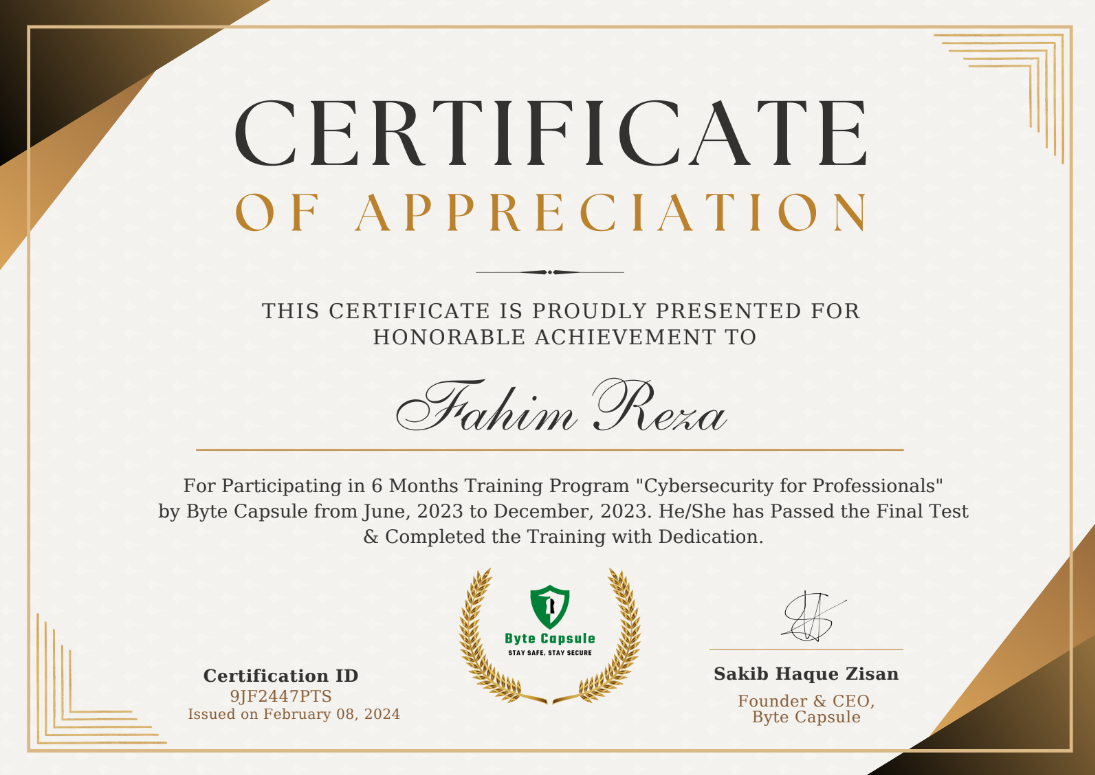 CERTIFICATE
OF APPRECIATION
THIS CERTIFICATE IS PROUDLY PRESENTED FOR
HONORABLE ACHIEVEMENT TO
Fahim Reza
For Participating in 6 Months Training Program "Cybersecurity for Professionals"
by Byte Capsule from June, 2023 to December, 2023. He/She has Passed the Final Test
& Completed the Training with Dedication.
Byte Capsule
STAY SAFE. STAY SECURE
Certification ID
9JF2447PTS
Issued on February 08, 2024
Sakib Haque Zisan
Founder & CEO,
Byte Capsule